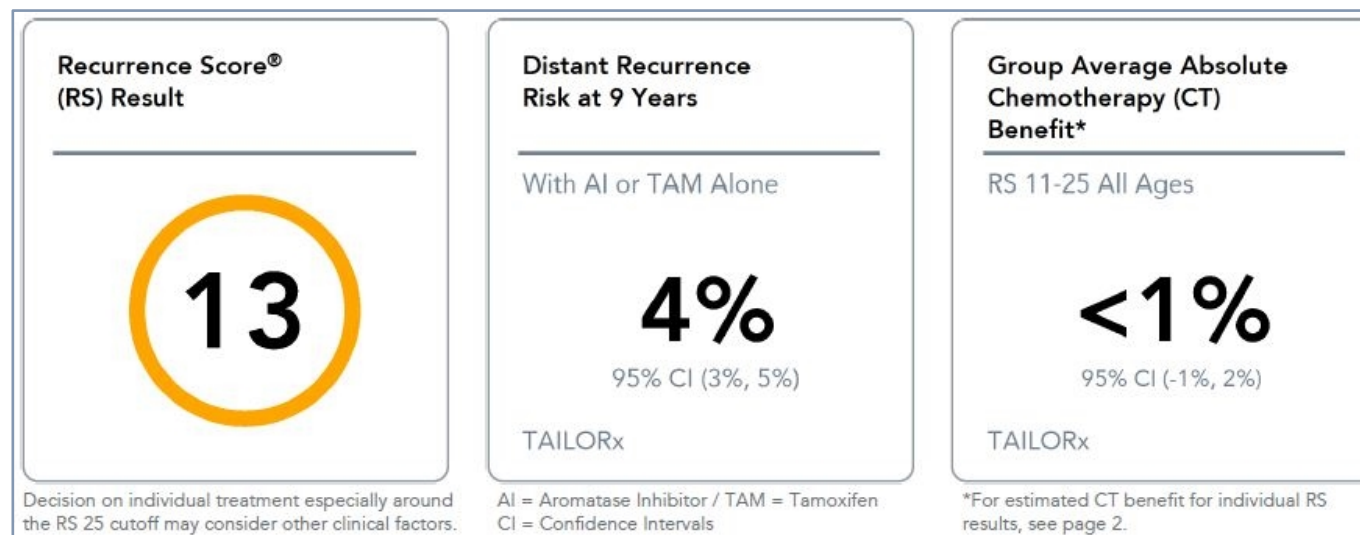 Recurrence Score®
(RS) Result
13
Decision on individual treatment especially around
the RS 25 cutoff may consider other clinical factors.
Distant Recurrence
Risk at 9 Years
With AI or TAM Alone
4%
95% CI (3%, 5%)
TAILORx
AI = Aromatase Inhibitor / TAM = Tamoxifen
CI = Confidence Intervals
Group Average Absolute
Chemotherapy (CT)
Benefit*
RS 11-25 All Ages
<1%
95% CI (-1%, 2%)
TAILORx
*For estimated CT benefit for individual RS
results, see page 2.